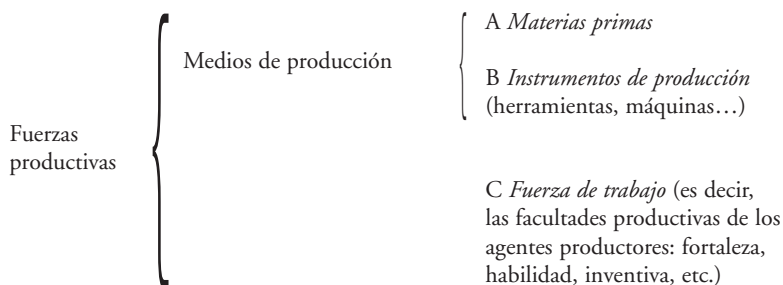 Fuerzas
productivas
Medios de producción
A Materias primas
B Instrumentos de producción
(herramientas, máquinas…)
C Fuerza de trabajo (es decir,
las facultades productivas de los
agentes productores: fortaleza,
habilidad, inventiva, etc.)